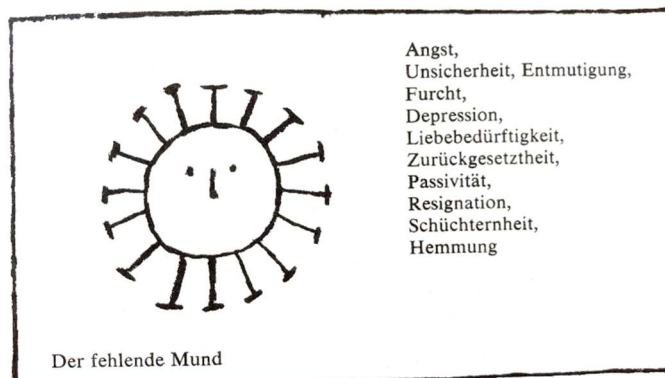 Angst,
Unsicherheit, Entmutigung,
Furcht,
Depression,
Liebebedürftigkeit,
Zurückgesetztheit,
Passivität,
Resignation,
Schüchternheit,
Hemmung
Der fehlende Mund